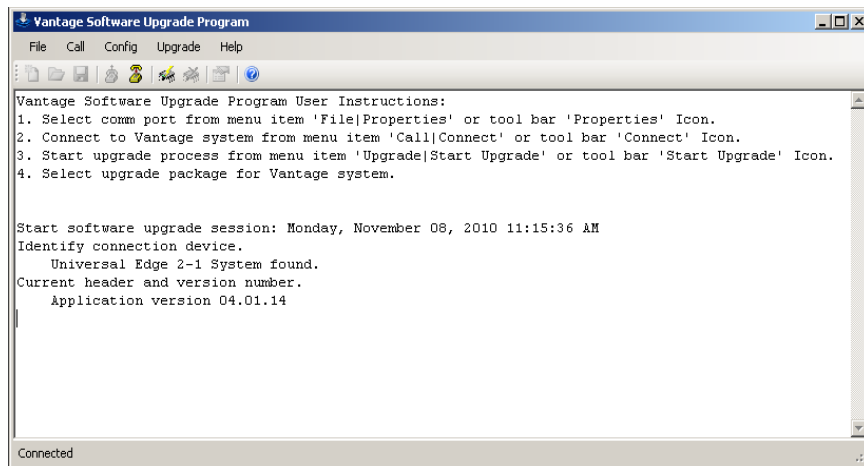 Vantage Software Upgrade Program
File Call Config Upgrade Help
Vantage Software Upgrade Program User Instructions:
1. Select comm port from menu item 'File|Properties' or tool bar 'Properties' Icon.
2. Connect to Vantage system from menu item 'Call|Connect' or tool bar 'Connect' Icon.
3. Start upgrade process from menu item 'Upgrade|Start Upgrade' or tool bar 'Start Upgrade' Icon.
4. Select upgrade package for Vantage system.
Start software upgrade session: Monday, November 08, 2010 11:15:36 AM
Identify connection device.
Universal Edge 2-1 System found.
Current header and version number.
Application version 04.01.14
Connected